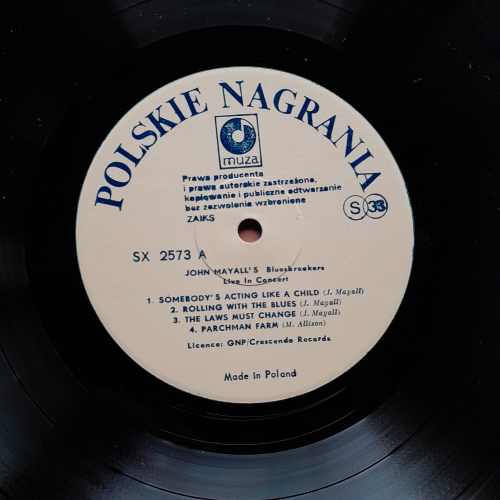 POLSKIE NAGRANIA
muza
Prawa producenta
i prawa autorskie zastrzeżone,
kopiowanie i publiczne odtwarzanie
bez zezwolenia wzbronione
ZAIKS
S 33
SX 2573 A
JOHN MAYALL'S Bluesbreakers
Live In Concert
1. SOMEBODY'S ACTING LIKE A CHILD (J. Mayall)
2. ROLLING WITH THE BLUES (J. Mayall)
3. THE LAWS MUST CHANGE (J. Mayall)
4. PARCHMAN FARM (M. Allison)
Licence: GNP/Crescendo Records
Made in Poland